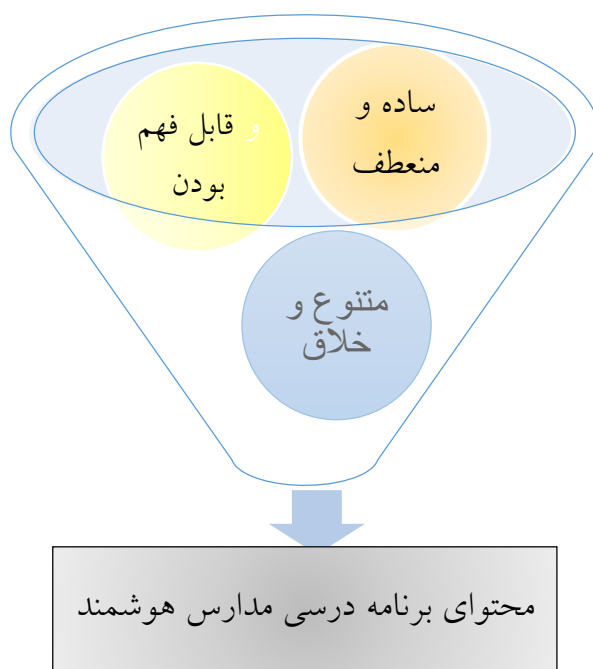 ساده و
منعطف
و قابل فهم
بودن
متنوع و
خلاق
محتوای برنامه درسی مدارس هوشمند